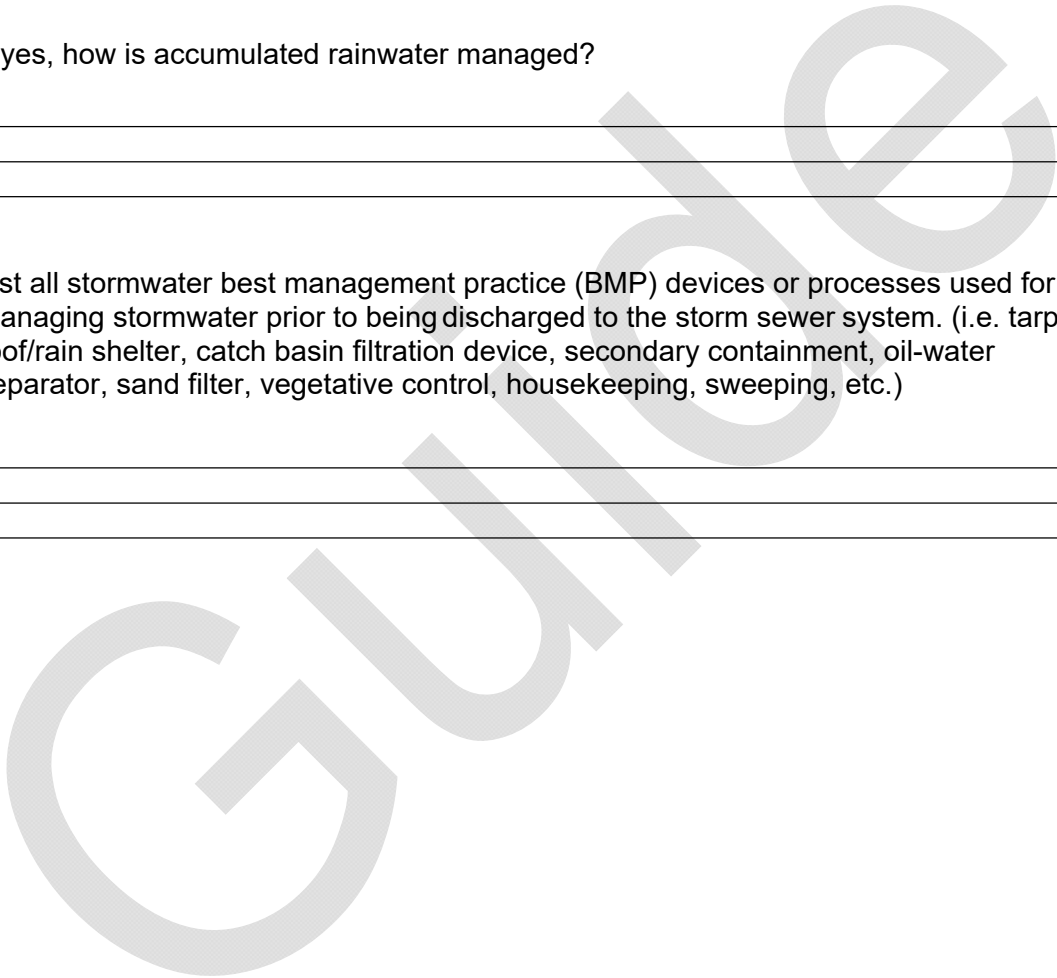 yes, how is accumulated rainwater managed?
st all stormwater best management practice (BMP) devices or processes used for
anaging stormwater prior to being discharged to the storm sewer system. (i.e. tarp
of/rain shelter, catch basin filtration device, secondary containment, oil-water
eparator, sand filter, vegetative control, housekeeping, sweeping, etc.)
Guide